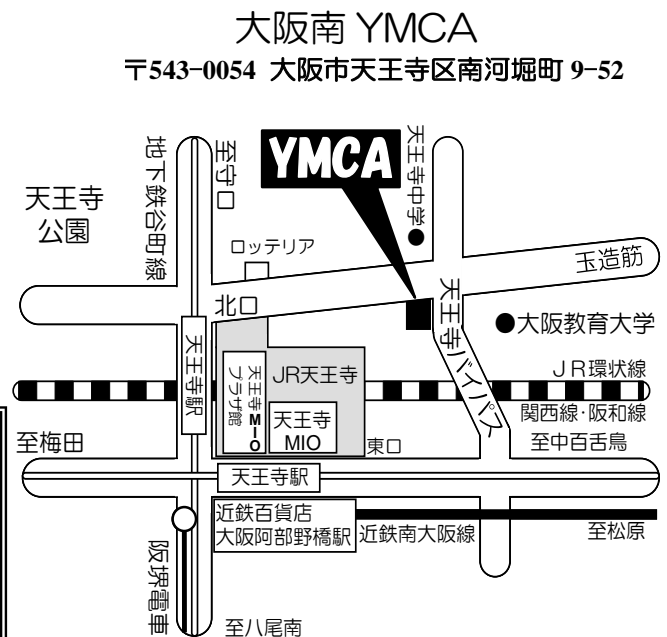 大阪南 YMCA
〒543-0054 大阪市天王寺区南河堀町 9-52
地下鉄谷町線
至守口
YMCA
天王寺中学
天王寺
公園
ロッテリア
玉造筋
北口
天王寺バイパス
大阪教育大学
天王寺駅
天王寺MIO
プラザ館
JR天王寺
JR環状線
天王寺
MIO
関西線・阪和線
至梅田
東口
至中百舌鳥
天王寺駅
近鉄百貨店
大阪阿部野橋駅
近鉄南大阪線
至松原
阪堺電車
至八尾南